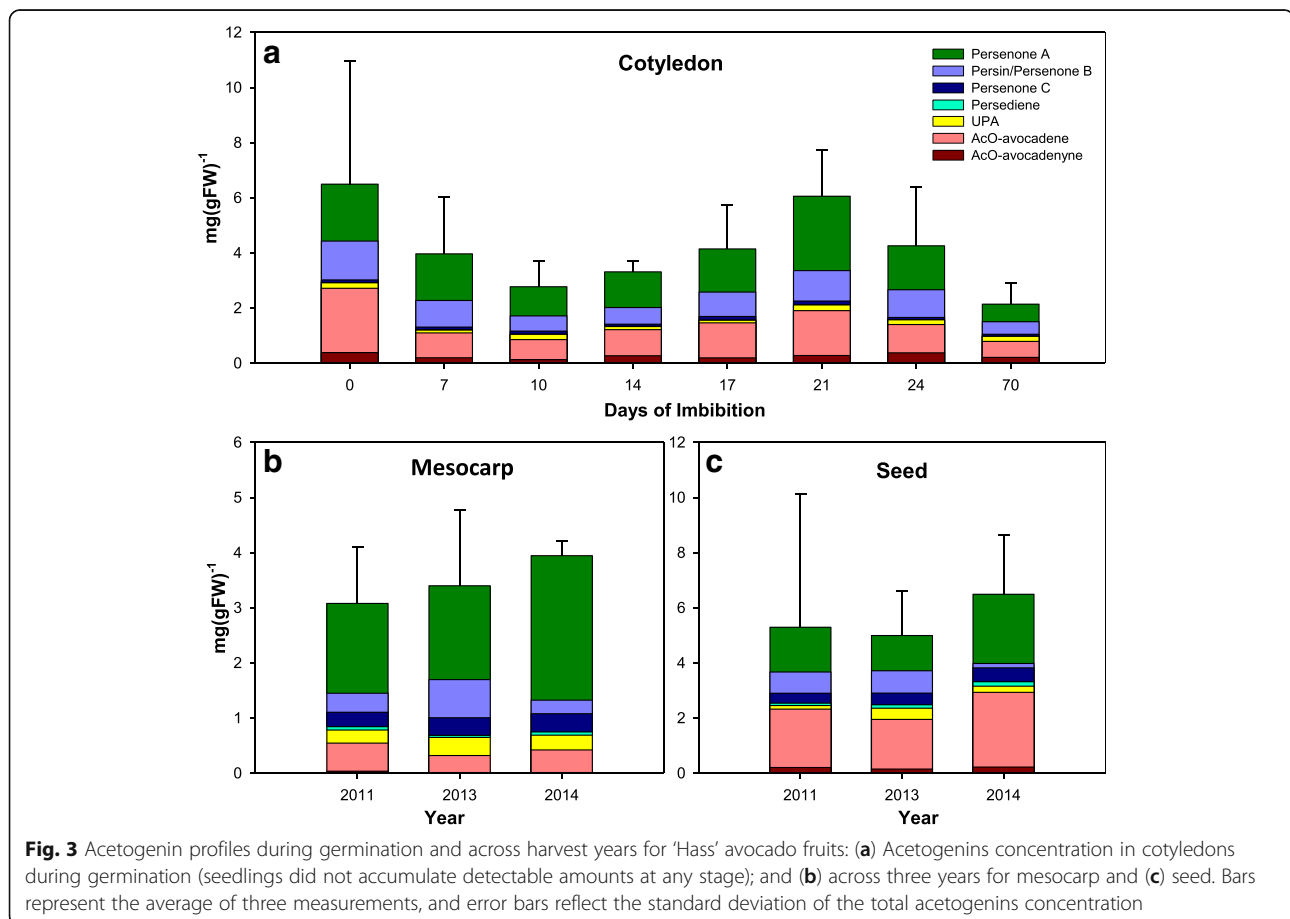 a
Cotyledon
Persenone A
Persin/Persenone B
Persenone C
Persediene
UPA
AcO-avocadene
AcO-avocadenyne
mg(gFW)-1
12
10
8
6
4
2
0
0 7 10 14 17 21 24 70
Days of Imbibition
b
Mesocarp
mg(gFW)-1
6
5
4
3
2
1
0
2011 2013 2014
Year
c
Seed
12
10
8
6
4
2
0
2011 2013 2014
Year
Fig. 3 Acetogenin profiles during germination and across harvest years for ‘Hass’ avocado fruits: (a) Acetogenins concentration in cotyledons
during germination (seedlings did not accumulate detectable amounts at any stage); and (b) across three years for mesocarp and (c) seed. Bars
represent the average of three measurements, and error bars reflect the standard deviation of the total acetogenins concentration